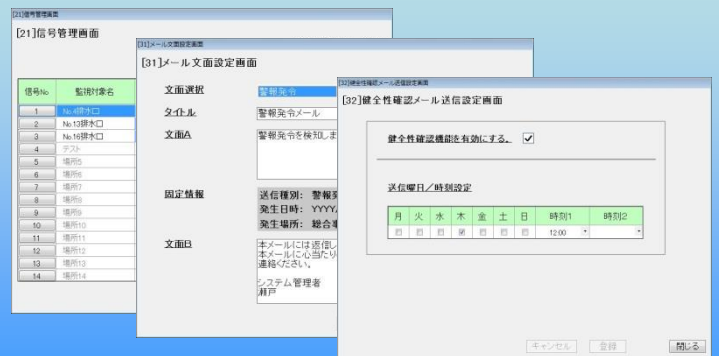 [21]信号管理画面
[21]信号管理画面
信号No 監視対象名
1 No.4排水口
2 No.13排水口
3 No.16排水口
4 テスト
5 場所5
6 場所6
7 場所7
8 場所8
9 場所9
10 場所10
11 場所11
12 場所12
13 場所13
14 場所14
[31]メール文面設定画面
[31]メール文面設定画面
文面選択 警報発令
タイトル 警報発令メール
文面A 警報発令を検知しま
固定情報 送信種別: 警報発
発生日時: YYYY/
発生場所: 総合事
文面B 本メールには返信し
本メールに心当たり
連絡ください。
システム管理者
瀬戸
[32]健全性確認メール送信設定画面
[32]健全性確認メール送信設定画面
健全性確認機能を有効にする。
送信曜日/時刻設定
月 火 水 木 金 土 日 時刻1 時刻2
12:00
キャンセル 登録 閉じる